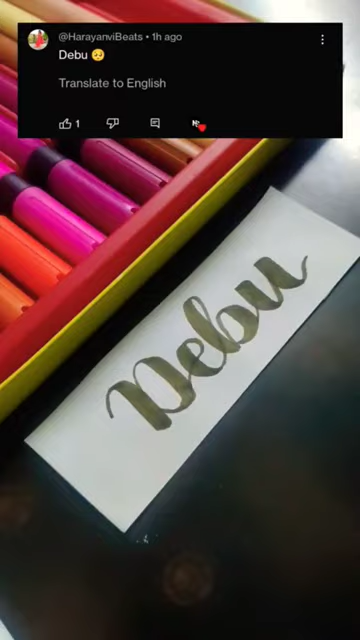 @HarayanviBeats • 1h ago
Debu 🥺
Translate to English
1
Debu